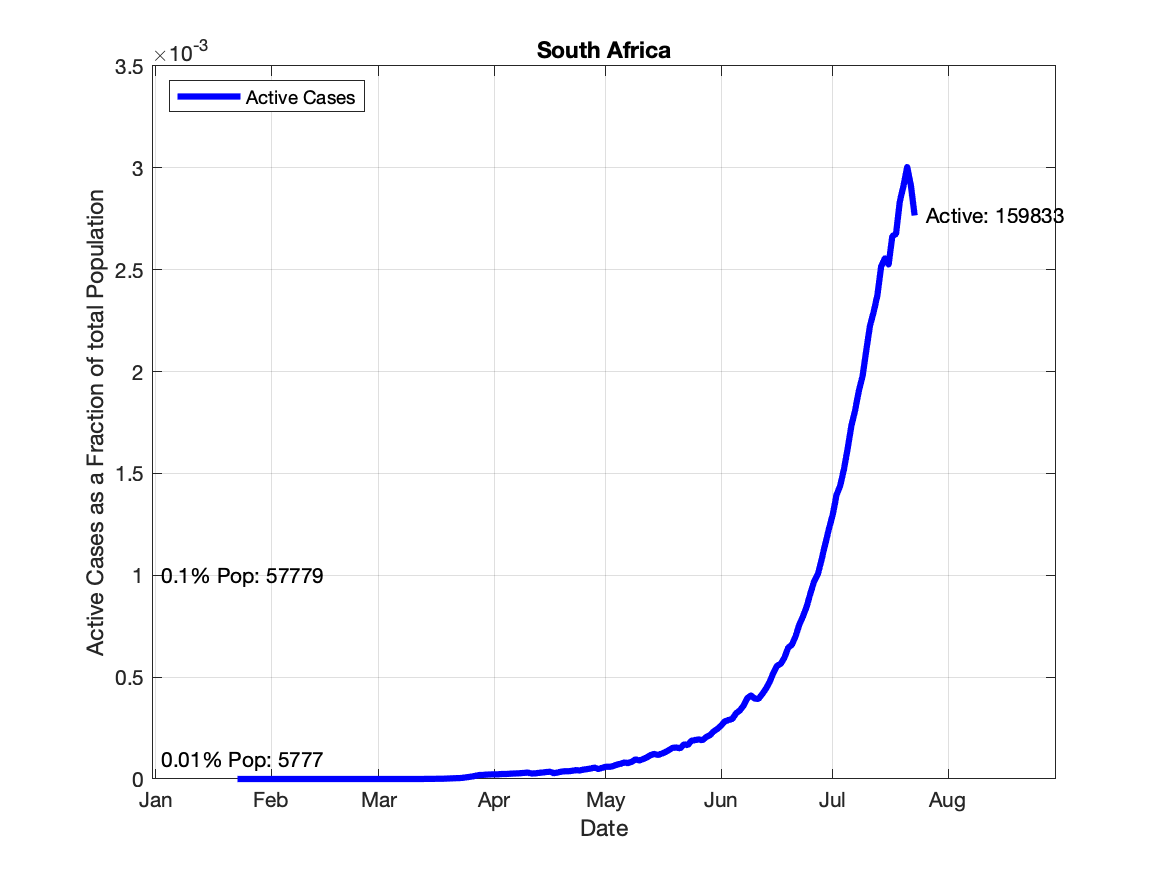 South Africa
×10-3
3.5
3
2.5
2
1.5
1
0.5
0
Active Cases as a Fraction of total Population
Active Cases
Active: 159833
0.1% Pop: 57779
0.01% Pop: 5777
Jan Feb Mar Apr May Jun Jul Aug
Date